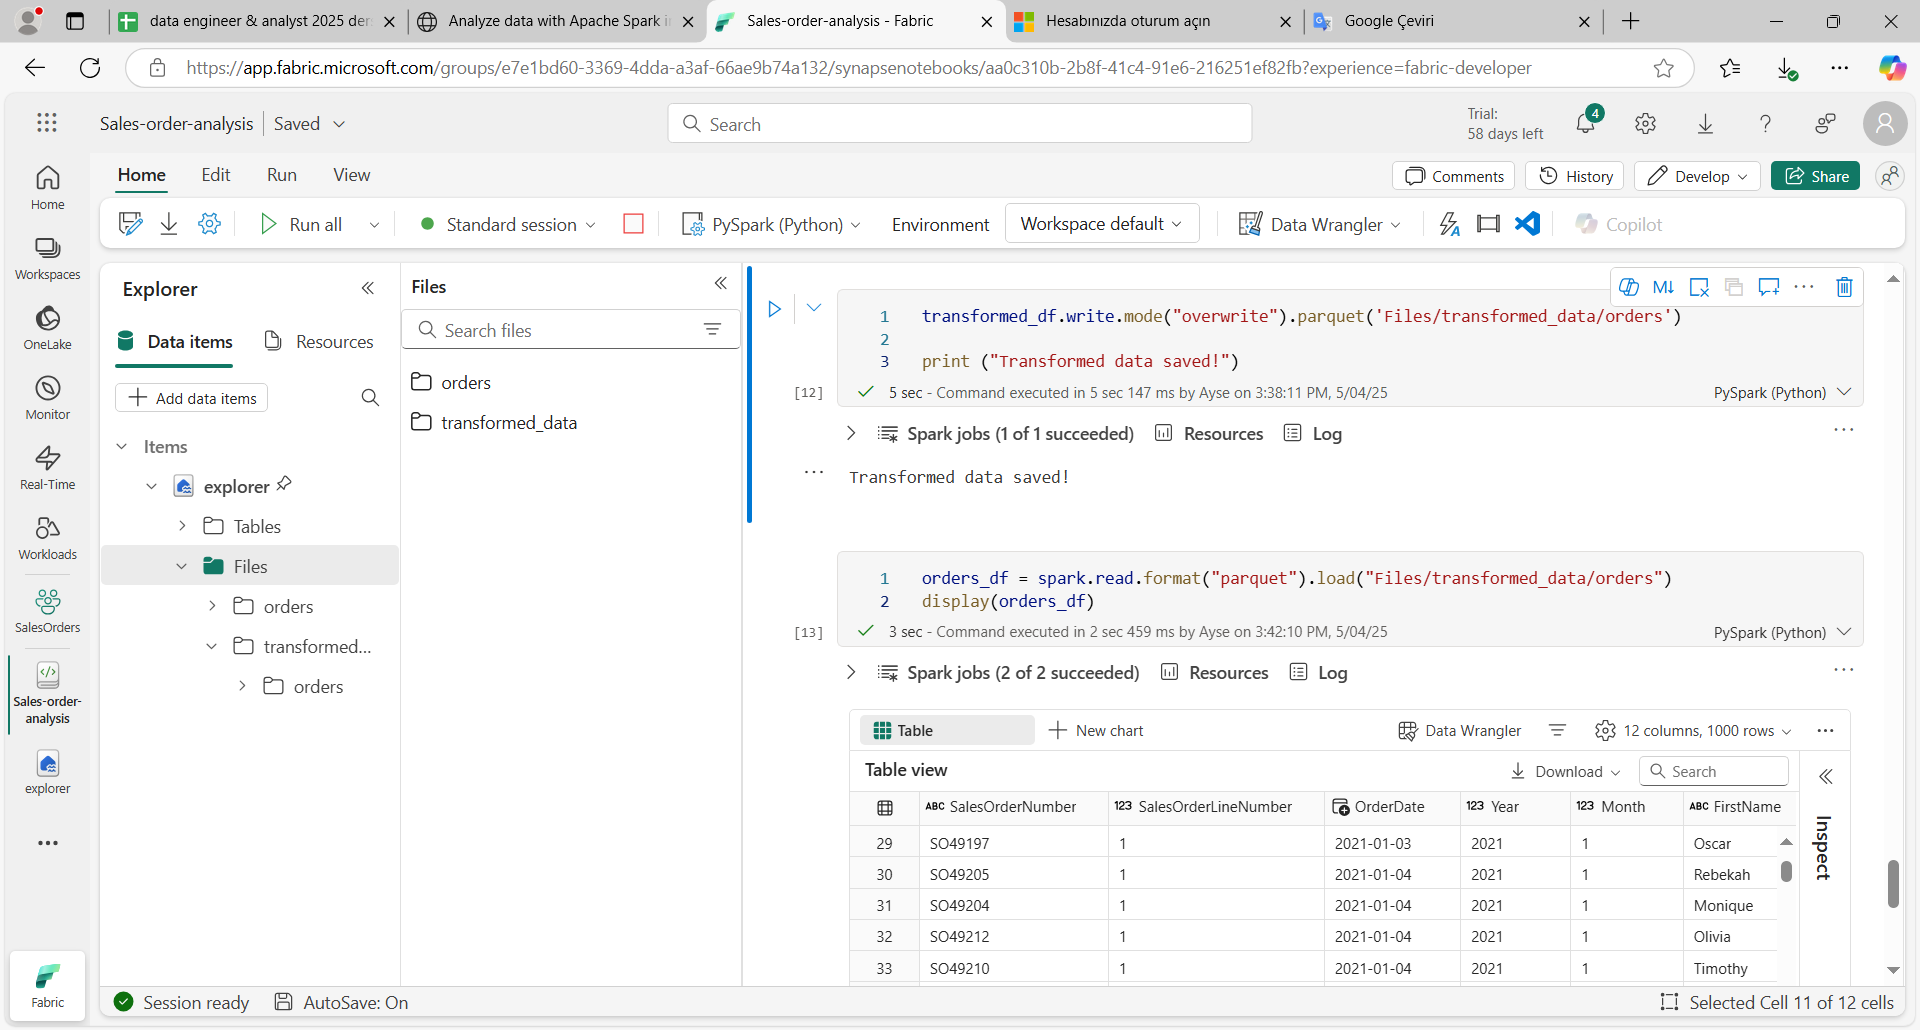 data engineer & analyst 2025 der
Analyze data with Apache Spark i
Sales-order-analysis - Fabric
Hesabınızda oturum açın
Google Çeviri
https://app.fabric.microsoft.com/groups/e7e1bd60-3369-4dda-a3af-66ae9b74a132/synapsenotebooks/aa0c310b-2b8f-41c4-91e6-216251ef82fb?experience=fabric-developer
Sales-order-analysis
Saved
Search
Trial:
58 days left
4
Home
Edit
Run
View
Comments
History
Develop
Share
Run all
Standard session
PySpark (Python)
Environment
Workspace default
Data Wrangler
Copilot
Home
Workspaces
OneLake
Monitor
Real-Time
Workloads
SalesOrders
Sales-order-
analysis
explorer
Fabric
Explorer
Data items
Resources
Add data items
Items
explorer
Tables
Files
orders
transformed...
orders
Files
Search files
orders
transformed_data
M↓
1 transformed_df.write.mode("overwrite").parquet('Files/transformed_data/orders')
2
3 print ("Transformed data saved!")
[12] 5 sec - Command executed in 5 sec 147 ms by Ayse on 3:38:11 PM, 5/04/25
PySpark (Python)
Spark jobs (1 of 1 succeeded) Resources Log
Transformed data saved!
1 orders_df = spark.read.format("parquet").load("Files/transformed_data/orders")
2 display(orders_df)
[13] 3 sec - Command executed in 2 sec 459 ms by Ayse on 3:42:10 PM, 5/04/25
PySpark (Python)
Spark jobs (2 of 2 succeeded) Resources Log
Table
New chart
Data Wrangler
12 columns, 1000 rows
Table view
Download
Search
ABC SalesOrderNumber 123 SalesOrderLineNumber OrderDate 123 Year 123 Month ABC FirstName
29 SO49197 1 2021-01-03 2021 1 Oscar
30 SO49205 1 2021-01-04 2021 1 Rebekah
31 SO49204 1 2021-01-04 2021 1 Monique
32 SO49212 1 2021-01-04 2021 1 Olivia
33 SO49210 1 2021-01-04 2021 1 Timothy
Inspect
Session ready
AutoSave: On
Selected Cell 11 of 12 cells